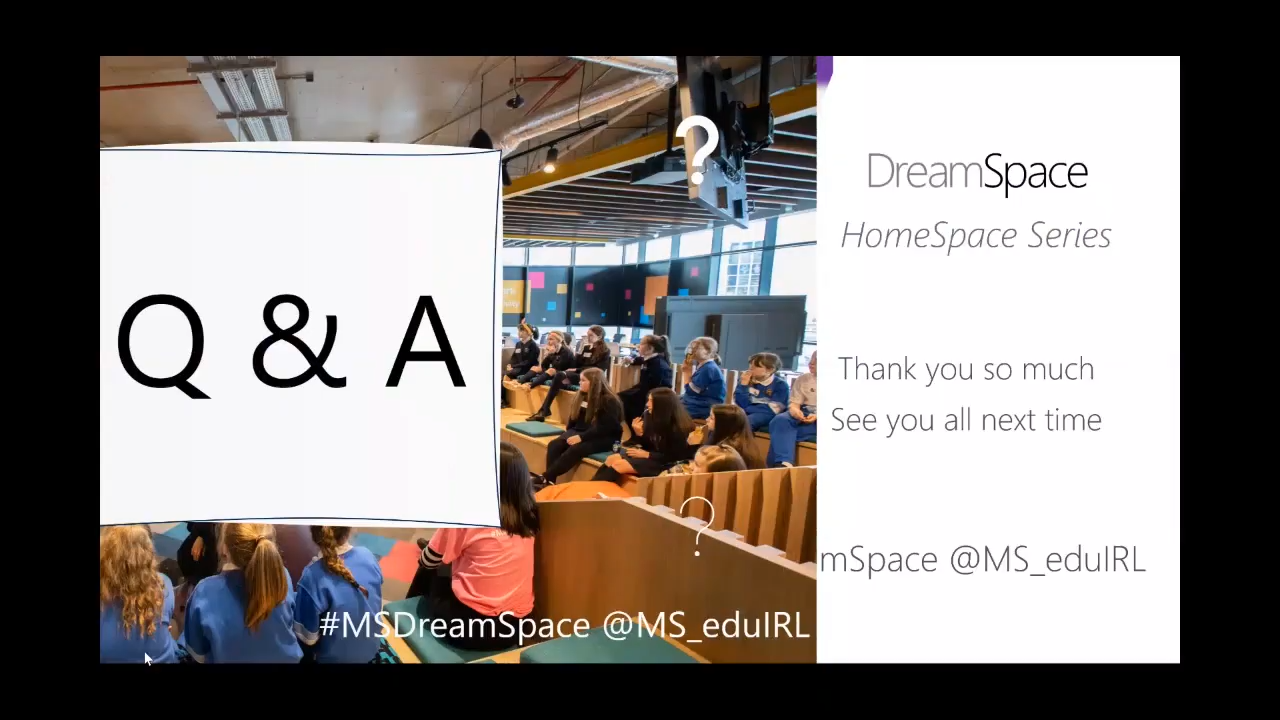 Q & A
?
?
#MSDreamSpace @MS_eduIRL
DreamSpace
HomeSpace Series
Thank you so much
See you all next time
mSpace @MS_eduIRL